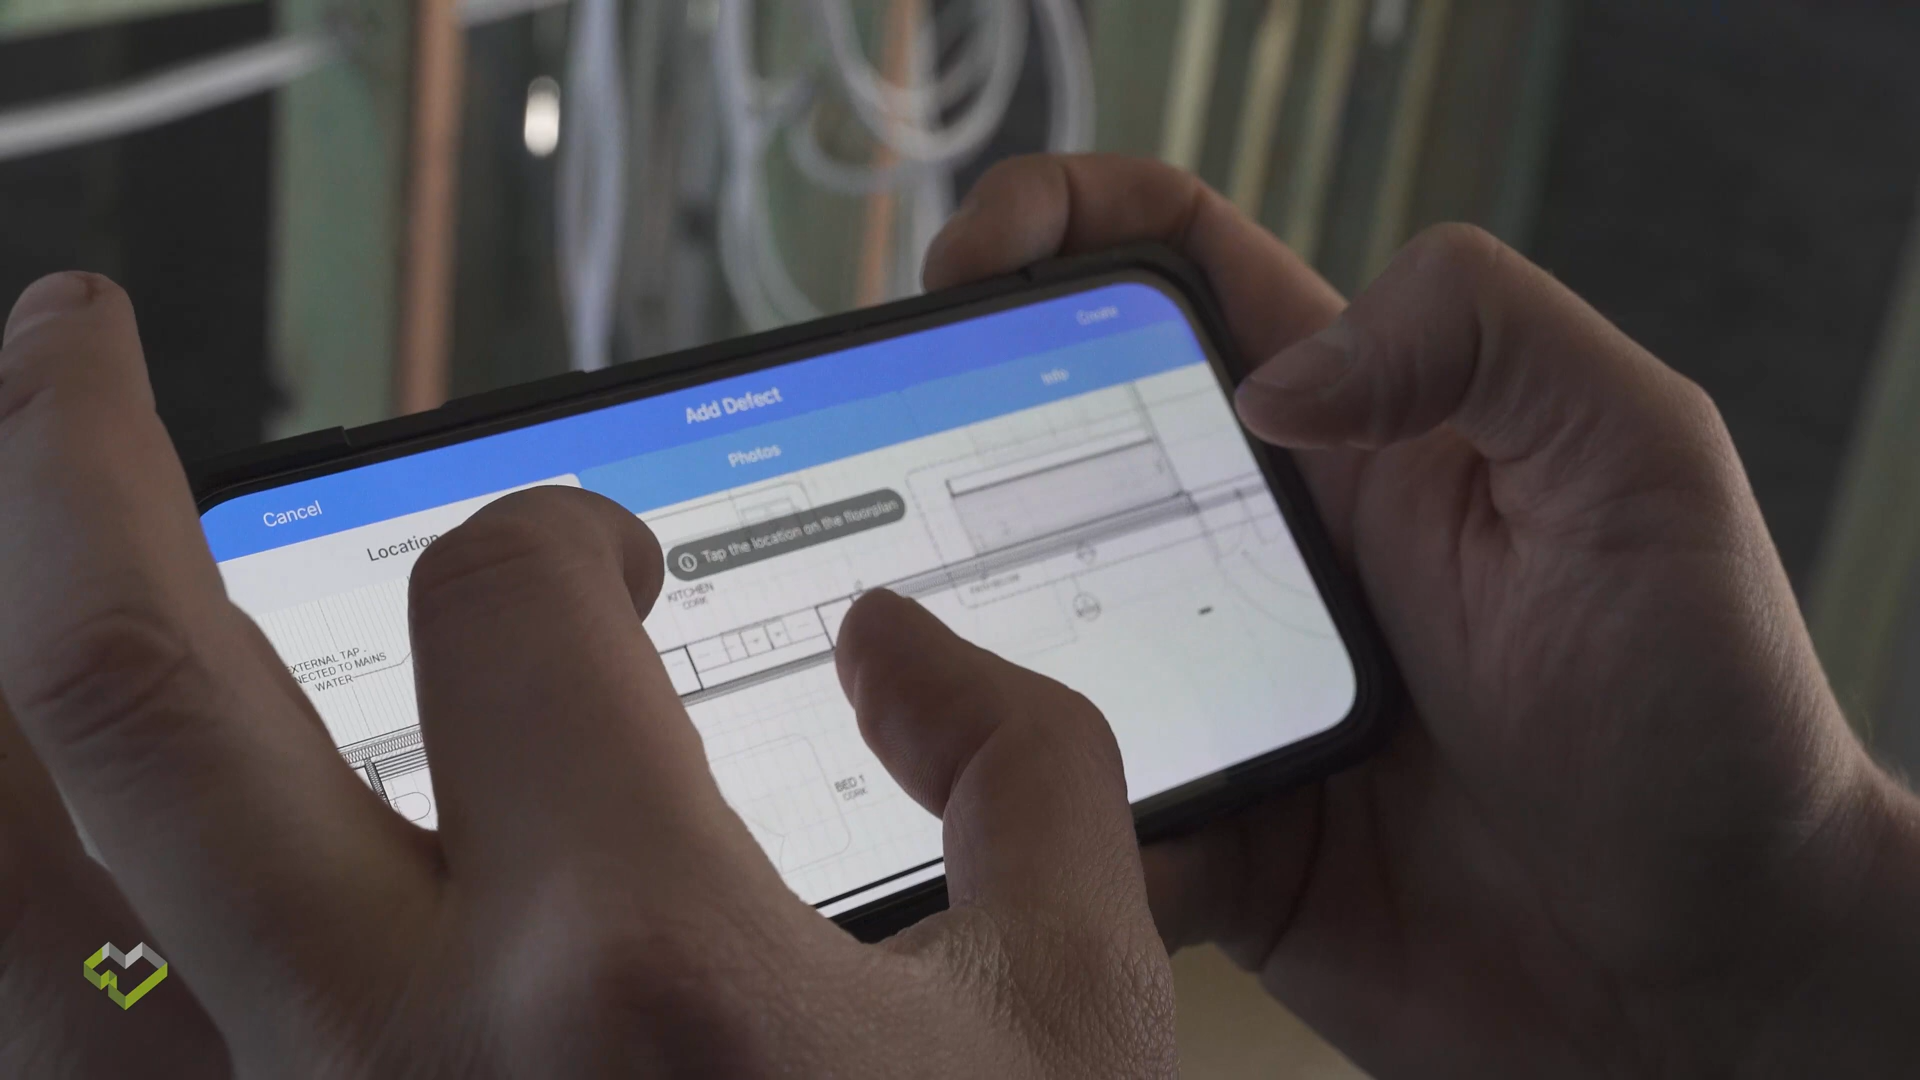 Create
Add Defect
Cancel
Info
Photos
Location
Tap the location on the floorplan
KITCHEN
CORK
EXTERNAL TAP -
NECTED TO MAINS
WATER
BED 1
CORK